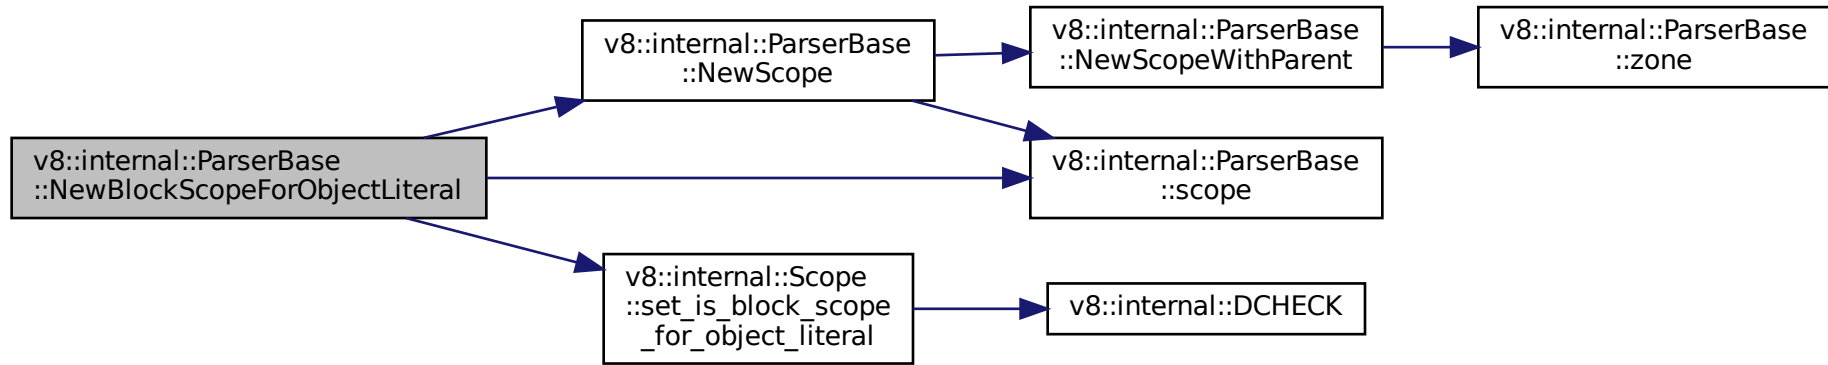 v8::internal::ParserBase
::NewBlockScopeForObjectLiteral
v8::internal::ParserBase
::NewScope
v8::internal::ParserBase
::NewScopeWithParent
v8::internal::ParserBase
::zone
v8::internal::ParserBase
::scope
v8::internal::Scope
::set_is_block_scope
_for_object_literal
v8::internal::DCHECK